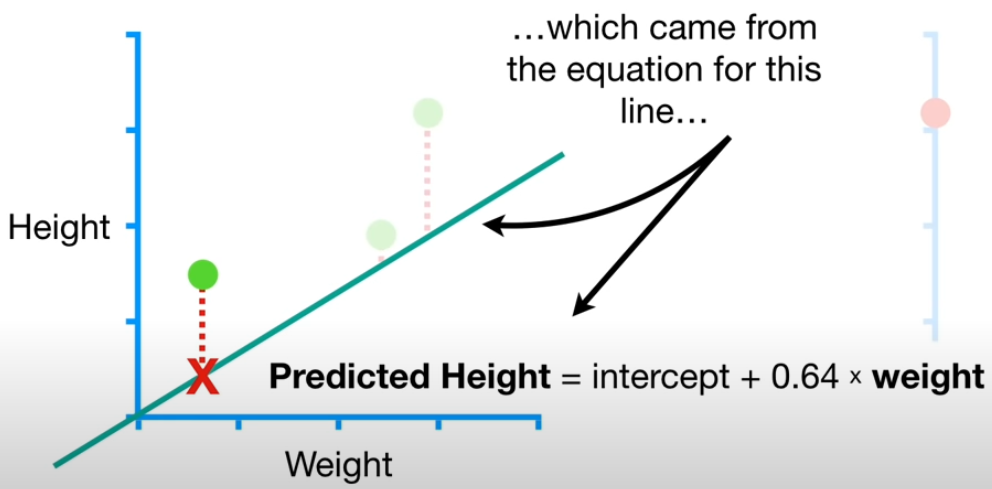 …which came from
the equation for this
line…
Height
Predicted Height = intercept + 0.64 × weight
Weight